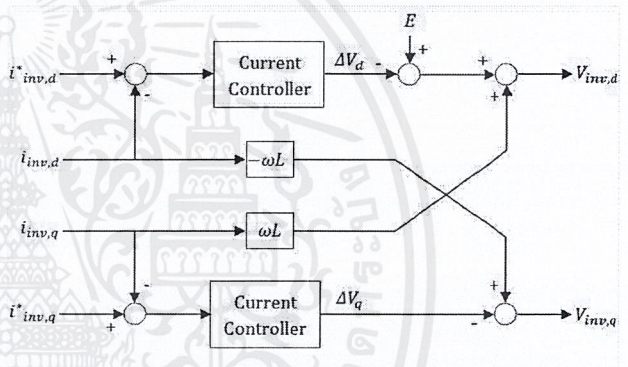 E
i*inv,d
+
-
Current
Controller
ΔVd
-
+
+
+
Vinv,d
iinv,d
-ωL
iinv,q
ωL
-
+
i*inv,q
+
Current
Controller
ΔVq
-
Vinv,q